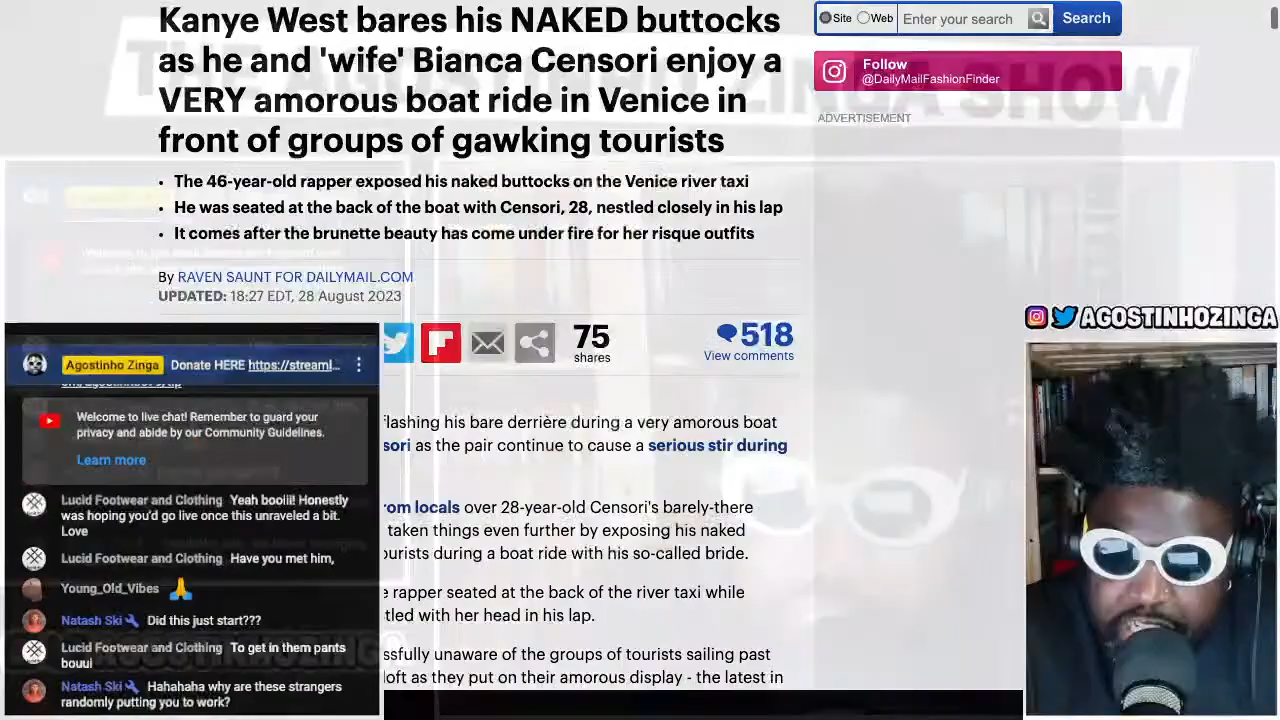 Kanye West bares his NAKED buttocks
as he and 'wife' Bianca Censori enjoy a
VERY amorous boat ride in Venice in
front of groups of gawking tourists
• The 46-year-old rapper exposed his naked buttocks on the Venice river taxi
• He was seated at the back of the boat with Censori, 28, nestled closely in his lap
• It comes after the brunette beauty has come under fire for her risque outfits
By RAVEN SAUNT FOR DAILYMAIL.COM
UPDATED: 18:27 EDT, 28 August 2023
Site Web Enter your search Search
Follow
@DailyMailFashionFinder
ADVERTISEMENT
75
shares
518
View comments
flashing his bare derrière during a very amorous boat
sori as the pair continue to cause a serious stir during
rom locals over 28-year-old Censori's barely-there
taken things even further by exposing his naked
ourists during a boat ride with his so-called bride.
e rapper seated at the back of the river taxi while
tled with her head in his lap.
ssfully unaware of the groups of tourists sailing past
loft as they put on their amorous display - the latest in
Agostinho Zinga Donate HERE https://streaml...
Welcome to live chat! Remember to guard your
privacy and abide by our Community Guidelines.
Learn more
Lucid Footwear and Clothing Yeah boiii! Honestly
was hoping you'd go live once this unraveled a bit.
Love
Lucid Footwear and Clothing Have you met him,
Young_Old_Vibes 🙏
Natash Ski Did this just start???
Lucid Footwear and Clothing To get in them pants
bouui
Natash Ski Hahahaha why are these strangers
randomly putting you to work?
AGOSTINHOZINGA